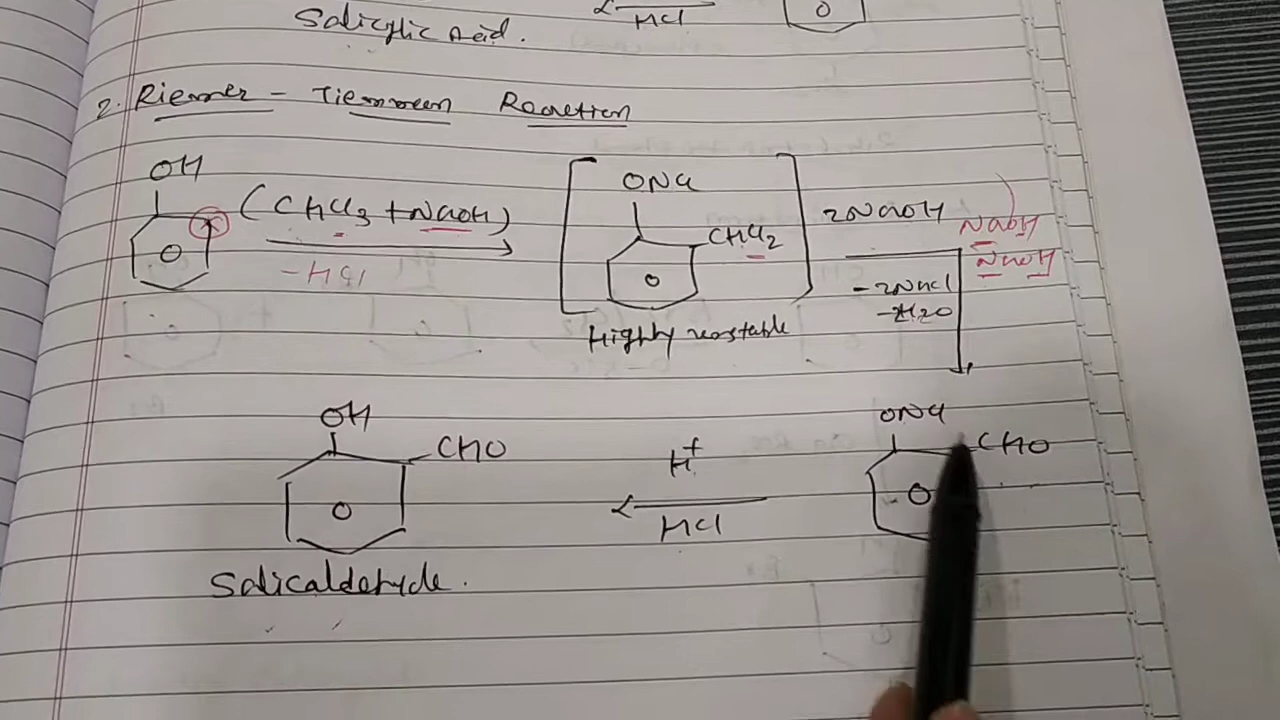 Salicylic Acid.
HCl
2. Riemer - Tiemmen Reaction
OH
(CHCl3 + NaOH)
-HCl
ONa
CHCl2
Highly unstable
2NaOH
NaOH
NaOH
-2NaCl
-H2O
OH
CHO
Salicaldehyde.
H+
HCl
ONa
CHO